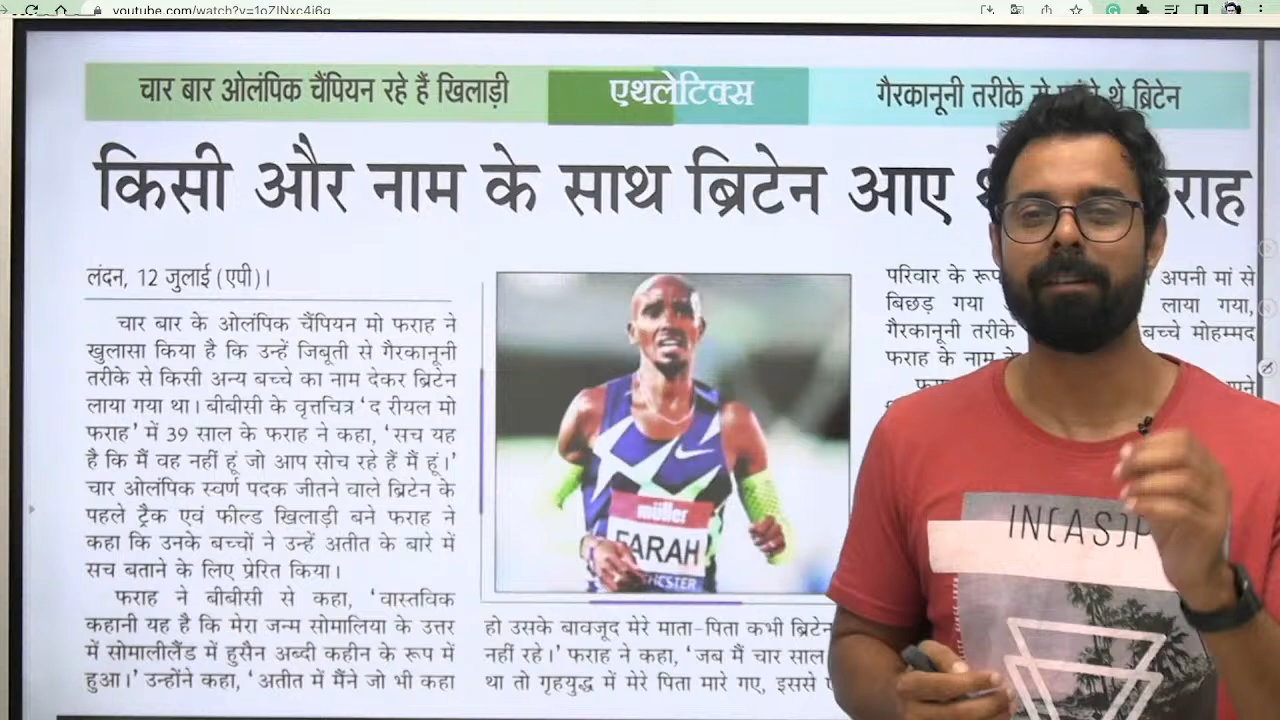 youtube.com/watch?v=1oZINxc4i6g
चार बार ओलंपिक चैंपियन रहे हैं खिलाड़ी
एथलेटिक्स
गैरकानूनी तरीके थे ब्रिटेन
किसी और नाम के साथ ब्रिटेन आए
लंदन, 12 जुलाई (एपी)।
चार बार के ओलंपिक चैंपियन मो फराह ने
खुलासा किया है कि उन्हें जिबूती से गैरकानूनी
तरीके से किसी अन्य बच्चे का नाम देकर ब्रिटेन
लाया गया था। बीबीसी के वृत्तचित्र 'द रीयल मो
फराह' में 39 साल के फराह ने कहा, 'सच यह
है कि मैं वह नहीं हूं जो आप सोच रहे हैं मैं हूं।'
चार ओलंपिक स्वर्ण पदक जीतने वाले ब्रिटेन के
पहले ट्रैक एवं फील्ड खिलाड़ी बने फराह ने
कहा कि उनके बच्चों ने उन्हें अतीत के बारे में
सच बताने के लिए प्रेरित किया।
फराह ने बीबीसी से कहा, 'वास्तविक
कहानी यह है कि मेरा जन्म सोमालिया के उत्तर
में सोमालीलैंड में हुसैन अब्दी कहीन के रूप में
हुआ।' उन्होंने कहा, 'अतीत में मैंने जो भी कहा
müller
FARAH
हो उसके बावजूद मेरे माता-पिता कभी ब्रिटेन
नहीं रहे।' फराह ने कहा, 'जब मैं चार साल
था तो गृहयुद्ध में मेरे पिता मारे गए, इससे
परिवार के अपनी मां से
बिछड़ गया लाया गया,
गैरकानूनी तरीके बच्चे मोहम्मद
फराह के नाम
IN(AS)P